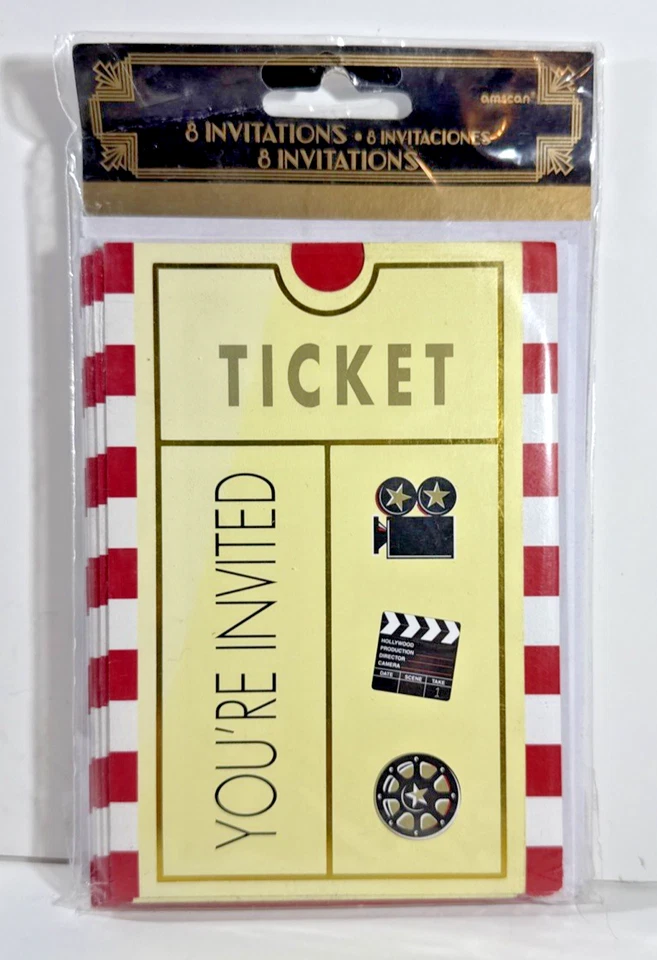 amscan
8 INVITATIONS • 8 INVITACIONES
8 INVITATIONS
TICKET
YOU'RE INVITED
HOLLYWOOD
PRODUCTION
DIRECTOR
CAMERA
DATE SCENE TAKE
1